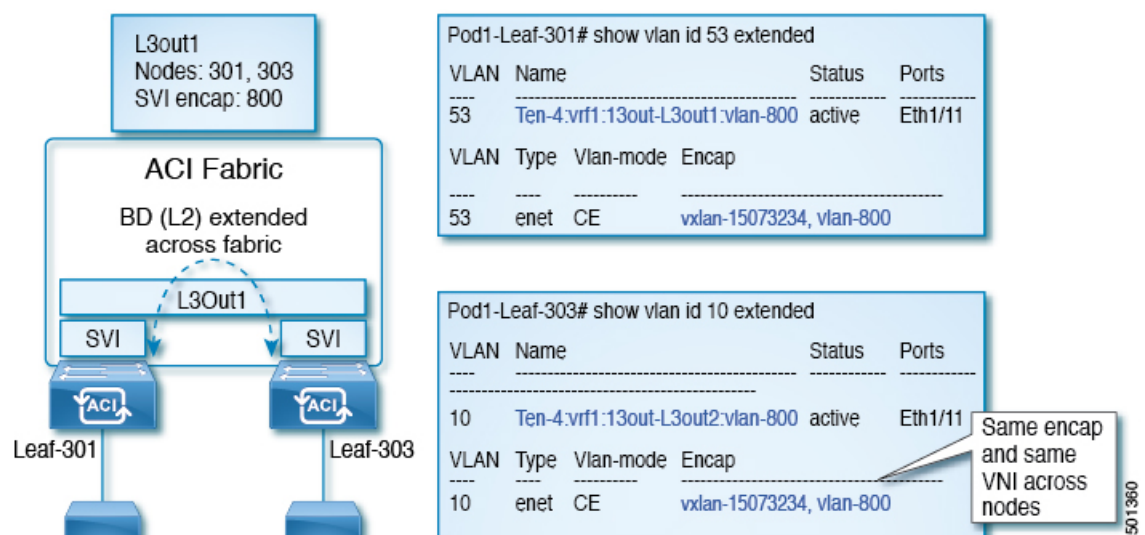 L3out1
Nodes: 301, 303
SVI encap: 800
ACI Fabric
BD (L2) extended
across fabric
L3Out1
SVI
SVI
ACI
ACI
Leaf-301
Leaf-303
Pod1-Leaf-301# show vlan id 53 extended
VLAN Name Status Ports
---- -------------------------------- ---------------- -------------
53 Ten-4:vrf1:13out-L3out1:vlan-800 active Eth1/11
VLAN Type Vlan-mode Encap
---- ---- ---------- -------------------------------
53 enet CE vxlan-15073234, vlan-800
Pod1-Leaf-303# show vlan id 10 extended
VLAN Name Status Ports
---- -------------------------------- ---------------- -------------
-------------------------------------------
10 Ten-4:vrf1:13out-L3out2:vlan-800 active Eth1/11
VLAN Type Vlan-mode Encap
---- ---- ---------- -------------------------------
10 enet CE vxlan-15073234, vlan-800
Same encap
and same
VNI across
nodes
501360